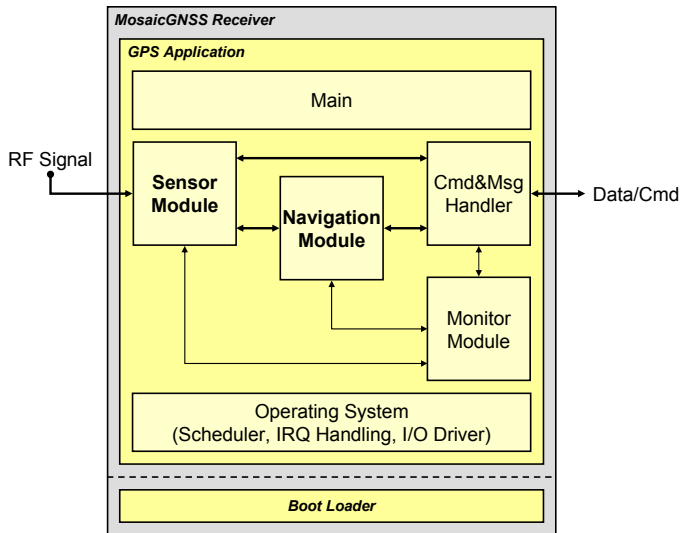 MosaicGNSS Receiver
GPS Application
Main
RF Signal
Sensor
Module
Navigation
Module
Cmd&Msg
Handler
Data/Cmd
Monitor
Module
Operating System
(Scheduler, IRQ Handling, I/O Driver)
Boot Loader